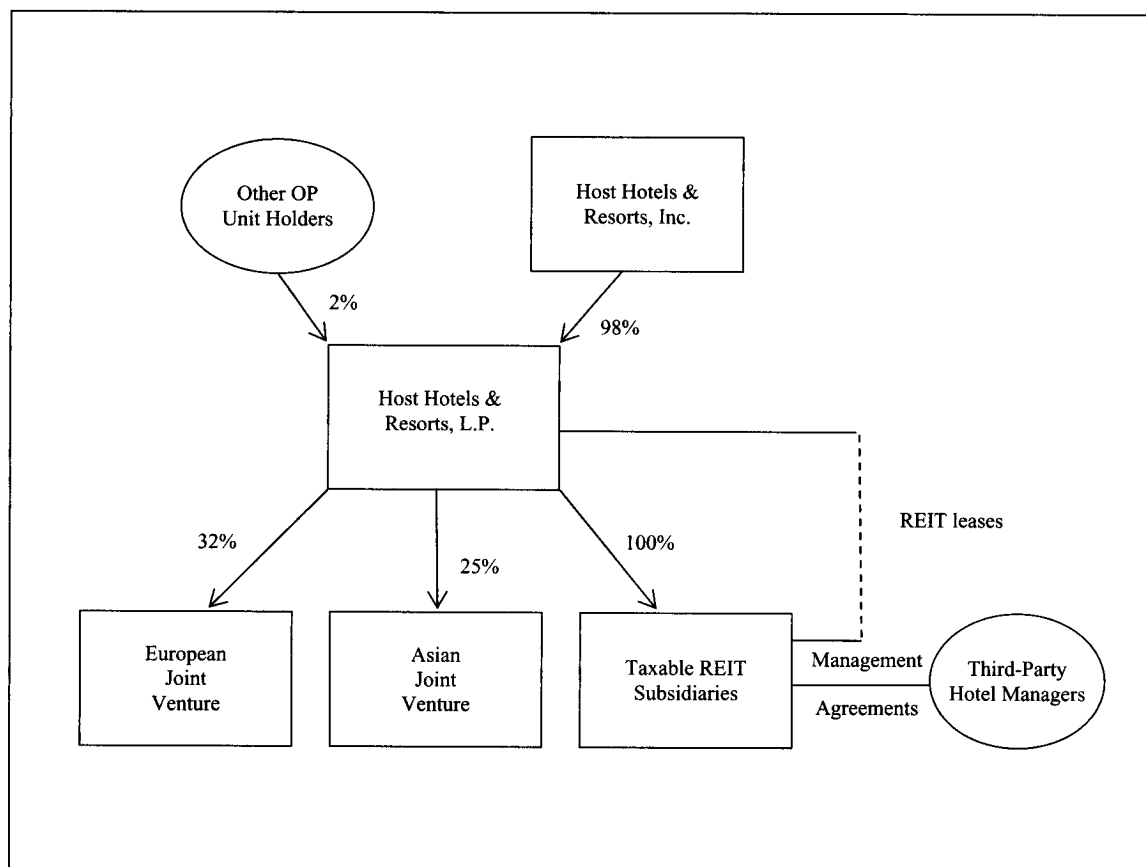 Other OP
Unit Holders
Host Hotels &
Resorts, Inc.
2%
98%
Host Hotels &
Resorts, L.P.
REIT leases
32%
25%
100%
European
Joint
Venture
Asian
Joint
Venture
Taxable REIT
Subsidiaries
Management
Agreements
Third-Party
Hotel Managers